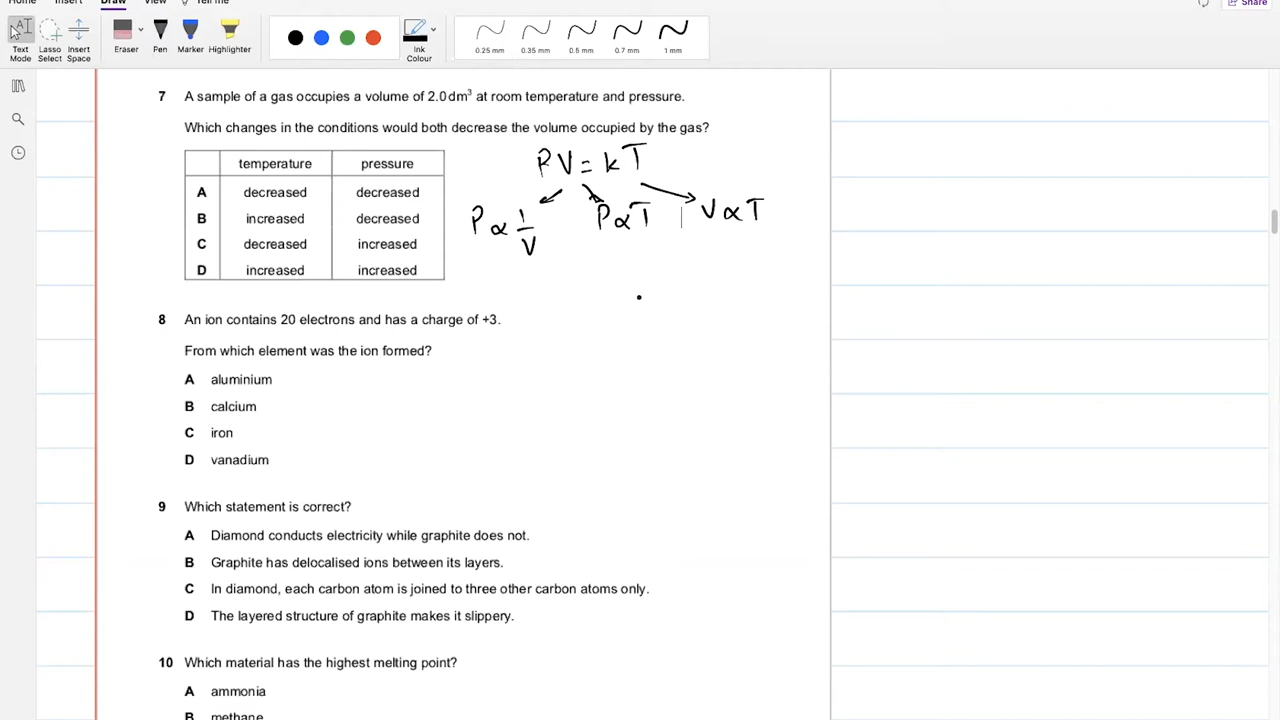 Home Insert Draw View Tell me Share
Text Mode Lasso Select Insert Space Eraser Pen Marker Highlighter Ink Colour 0.25 mm 0.35 mm 0.5 mm 0.7 mm 1 mm
7 A sample of a gas occupies a volume of 2.0 dm³ at room temperature and pressure.
Which changes in the conditions would both decrease the volume occupied by the gas?
temperature pressure
A decreased decreased
B increased decreased
C decreased increased
D increased increased
PV = kT
P ∝ 1/V P ∝ T V ∝ T
8 An ion contains 20 electrons and has a charge of +3.
From which element was the ion formed?
A aluminium
B calcium
C iron
D vanadium
9 Which statement is correct?
A Diamond conducts electricity while graphite does not.
B Graphite has delocalised ions between its layers.
C In diamond, each carbon atom is joined to three other carbon atoms only.
D The layered structure of graphite makes it slippery.
10 Which material has the highest melting point?
A ammonia
B methane